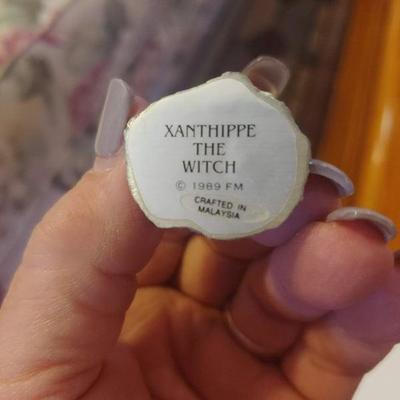 XANTHIPPE
THE
WITCH
© 1989 FM
CRAFTED IN
MALAYSIA